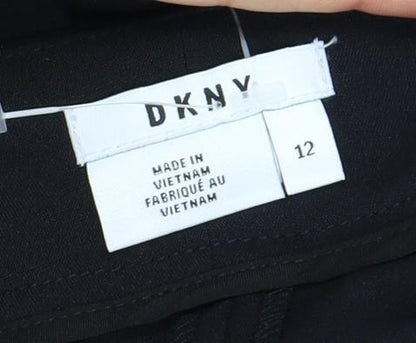 DKNY
MADE IN
VIETNAM
FABRIQUÉ AU
VIETNAM
12